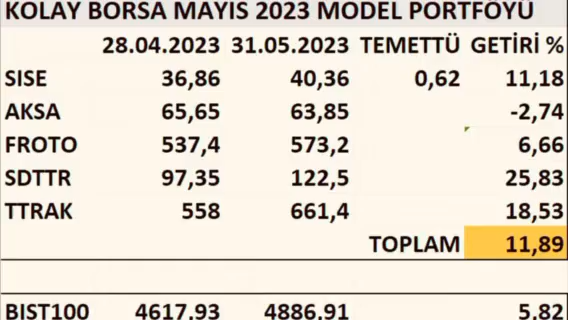 KOLAY BORSA MAYIS 2023 MODEL PORTFÖYÜ
28.04.2023 31.05.2023 TEMETTÜ GETİRİ %
SISE 36,86 40,36 0,62 11,18
AKSA 65,65 63,85 -2,74
FROTO 537,4 573,2 6,66
SDTTR 97,35 122,5 25,83
TTRAK 558 661,4 18,53
TOPLAM 11,89
BIST100 4617,93 4886,91 5,82